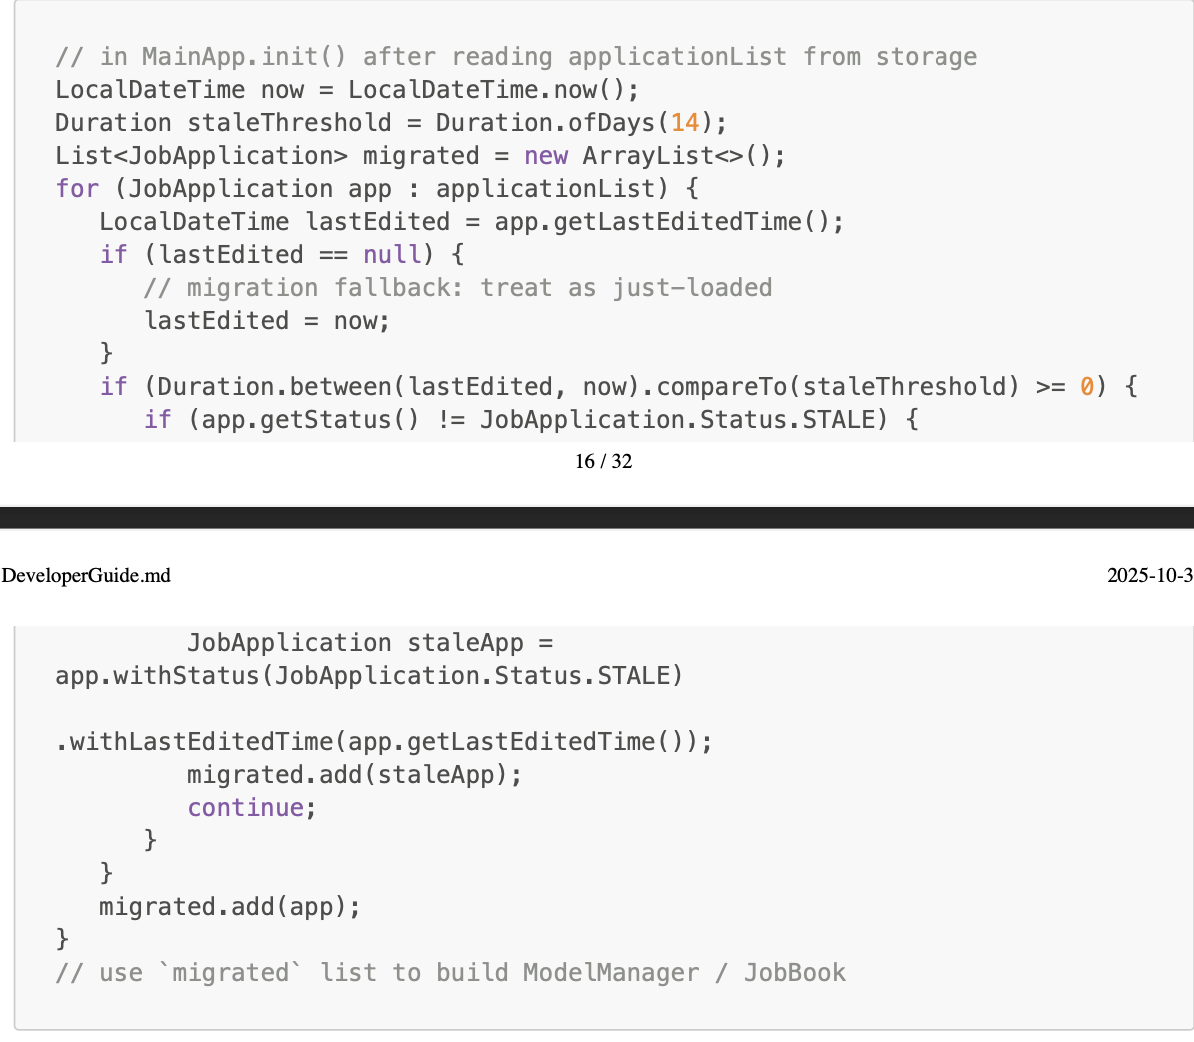 // in MainApp.init() after reading applicationList from storage
LocalDateTime now = LocalDateTime.now();
Duration staleThreshold = Duration.ofDays(14);
List<JobApplication> migrated = new ArrayList<>();
for (JobApplication app : applicationList) {
   LocalDateTime lastEdited = app.getLastEditedTime();
   if (lastEdited == null) {
      // migration fallback: treat as just-loaded
      lastEdited = now;
   }
   if (Duration.between(lastEdited, now).compareTo(staleThreshold) >= 0) {
      if (app.getStatus() != JobApplication.Status.STALE) {
16 / 32
DeveloperGuide.md
2025-10-3
         JobApplication staleApp =
app.withStatus(JobApplication.Status.STALE)
.withLastEditedTime(app.getLastEditedTime());
         migrated.add(staleApp);
         continue;
      }
   }
   migrated.add(app);
}
// use `migrated` list to build ModelManager / JobBook